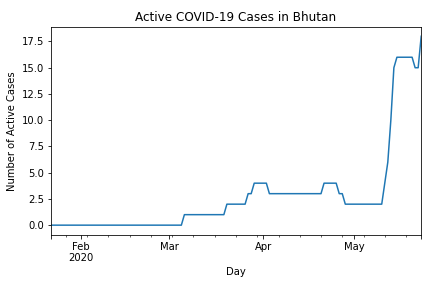 Active COVID-19 Cases in Bhutan
Number of Active Cases
17.5
15.0
12.5
10.0
7.5
5.0
2.5
0.0
Feb
2020
Mar
Apr
May
Day